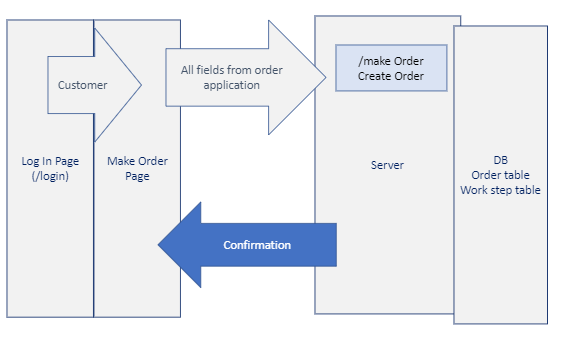 Customer
Log In Page
(/login)
Make Order
Page
All fields from order
application
/make Order
Create Order
Server
DB
Order table
Work step table
Confirmation